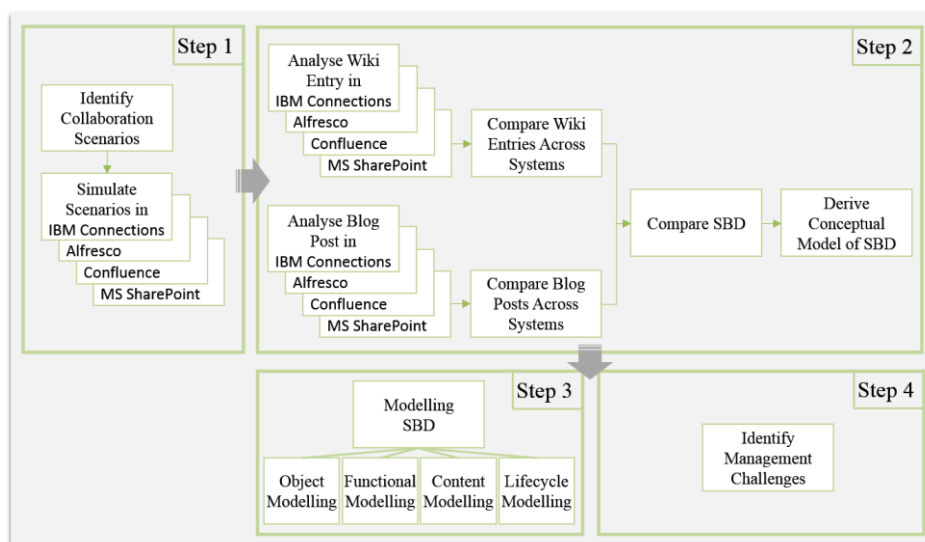 Step 1
Identify
Collaboration
Scenarios
Simulate
Scenarios in
IBM Connections
Alfresco
Confluence
MS SharePoint
Step 2
Analyse Wiki
Entry in
IBM Connections
Alfresco
Confluence
MS SharePoint
Compare Wiki
Entries Across
Systems
Analyse Blog
Post in
IBM Connections
Alfresco
Confluence
MS SharePoint
Compare Blog
Posts Across
Systems
Compare SBD
Derive
Conceptual
Model of SBD
Step 3
Modelling
SBD
Object
Modelling
Functional
Modelling
Content
Modelling
Lifecycle
Modelling
Step 4
Identify
Management
Challenges